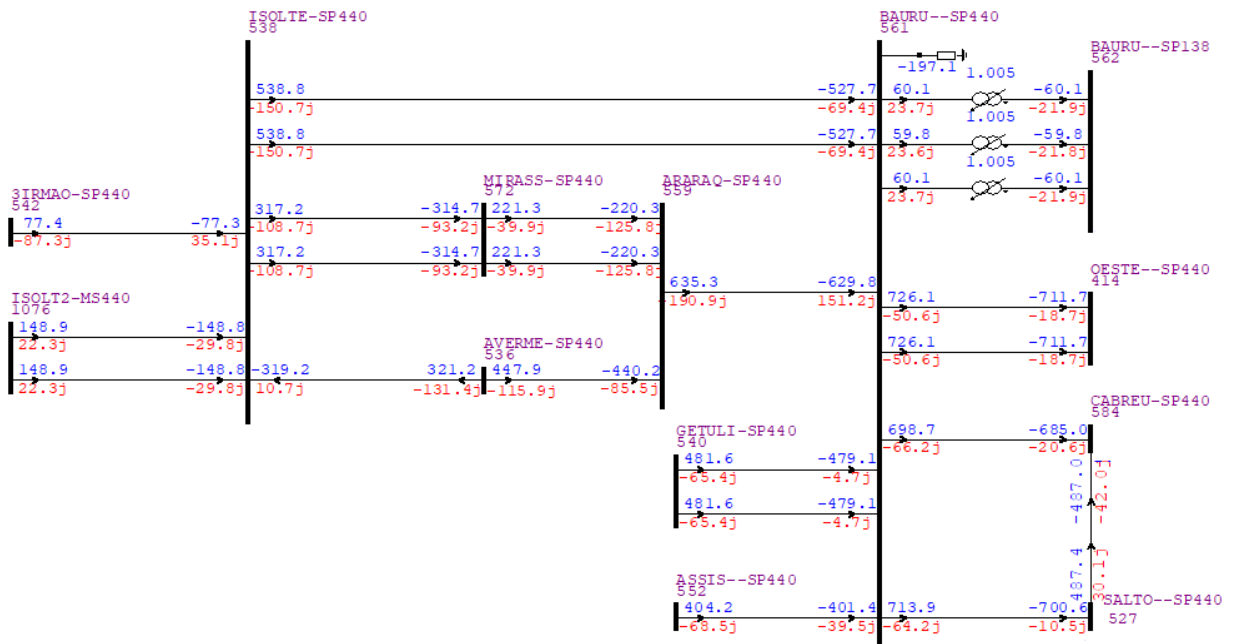 ISOLTE-SP440
538
BAURU--SP440
561
BAURU--SP138
562
-197.1
1.005
538.8 -527.7 60.1 -60.1
-150.7j -69.4j 23.7j -21.9j
1.005
538.8 -527.7 59.8 -59.8
-150.7j -69.4j 23.6j -21.8j
1.005
60.1 -60.1
23.7j -21.9j
3IRMAO-SP440
542
77.4 -77.3
-87.3j 35.1j
MIRASS-SP440
572
ARARAQ-SP440
559
317.2 -314.7 221.3 -220.3
-108.7j -93.2j -39.9j -125.8j
317.2 -314.7 221.3 -220.3
-108.7j -93.2j -39.9j -125.8j
635.3 -629.8
-190.9j 151.2j
OESTE--SP440
414
726.1 -711.7
-50.6j -18.7j
726.1 -711.7
-50.6j -18.7j
ISOLT2-MS440
1076
148.9 -148.8
22.3j -29.8j
148.9 -148.8 -319.2 321.2
22.3j -29.8j 10.7j -131.4j
AVERME-SP440
536
447.9 -440.2
-115.9j -85.5j
CABREU-SP440
584
698.7 -685.0
-66.2j -20.6j
GETULI-SP440
540
481.6 -479.1
-65.4j -4.7j
481.6 -479.1
-65.4j -4.7j
-487.0
-42.0j
487.4
30.1j
ASSIS--SP440
552
404.2 -401.4 713.9 -700.6
-68.5j -39.5j -64.2j -10.5j
SALTO--SP440
527